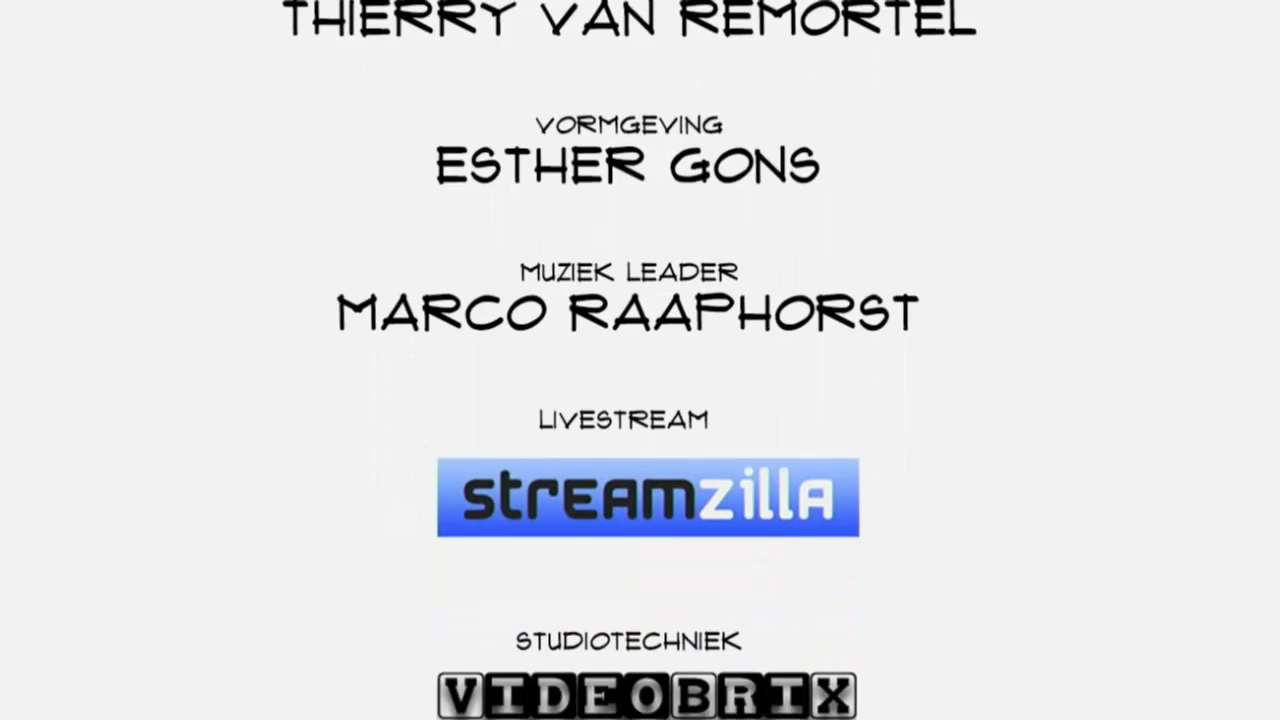 THIERRY VAN REMORTEL
VORMGEVING
ESTHER GONS
MUZIEK LEADER
MARCO RAAPHORST
LIVESTREAM
streamzilla
STUDIOTECHNIEK
VIDEOBRIX